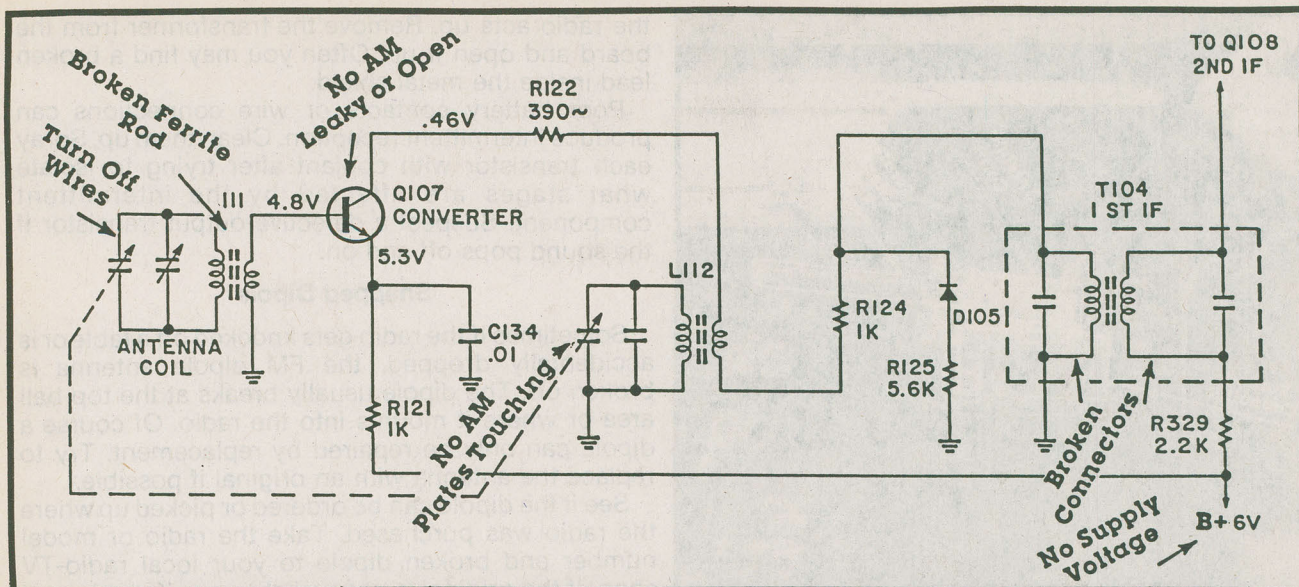 Broken Ferrite
Rod
Turn Off
Wires
No AM
Leaky or Open
.46V
R122
390~
TO Q108
2ND IF
L111
4.8V
Q107
CONVERTER
5.3V
ANTENNA
COIL
C134
.01
R121
1K
No AM
Plates Touching
L112
R124
1K
D105
R125
5.6K
T104
1 ST IF
Broken
Connectors
R329
2.2K
No Supply
Voltage
B+6V